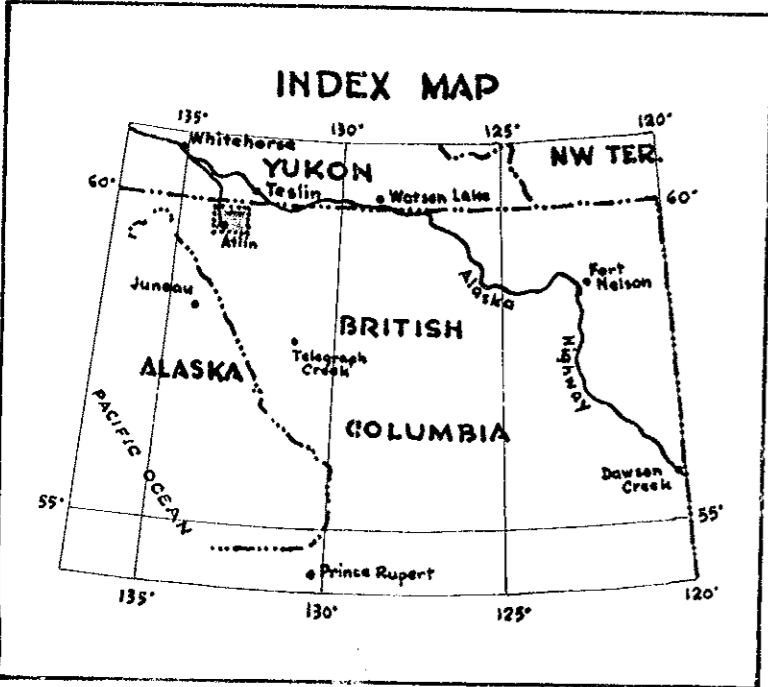 INDEX MAP
135°
130°
125°
120°
Whitehorse
YUKON
NW TER.
60°
Teslin
Watson Lake
60°
Atlin
Juneau
Alaska
Fort
Nelson
BRITISH
Telegraph
Creek
ALASKA
Highway
PACIFIC OCEAN
COLUMBIA
Dawson
Creek
55°
55°
Prince Rupert
135°
130°
125°
120°